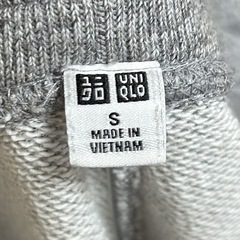 ユニ UNI
クロ QLO
S
MADE IN
VIETNAM